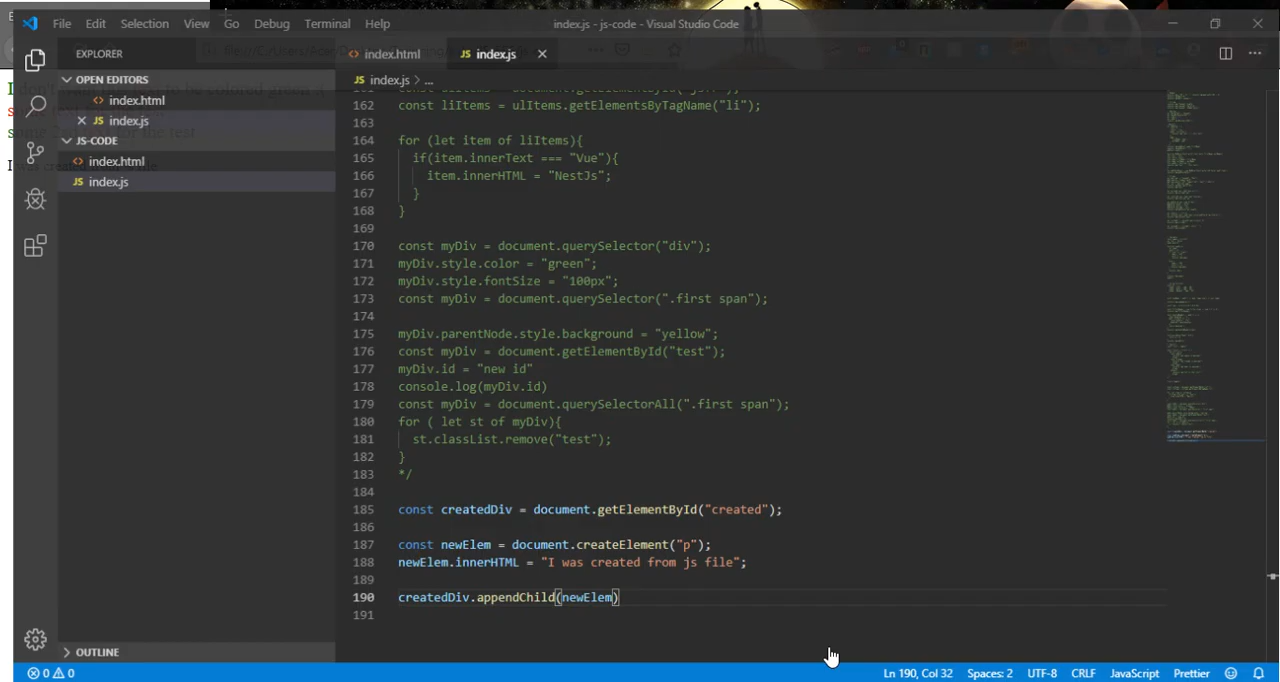 File Edit Selection View Go Debug Terminal Help
index.js - js-code - Visual Studio Code
EXPLORER
index.html
JS index.js
JS index.js > ...
OPEN EDITORS
index.html
JS index.js
JS-CODE
index.html
JS index.js
OUTLINE
162 const liItems = ulItems.getElementsByTagName("li");
163
164 for (let item of liItems){
165 if(item.innerText === "Vue"){
166 item.innerHTML = "NestJs";
167 }
168 }
169
170 const myDiv = document.querySelector("div");
171 myDiv.style.color = "green";
172 myDiv.style.fontSize = "100px";
173 const myDiv = document.querySelector(".first span");
174
175 myDiv.parentNode.style.background = "yellow";
176 const myDiv = document.getElementById("test");
177 myDiv.id = "new id"
178 console.log(myDiv.id)
179 const myDiv = document.querySelectorAll(".first span");
180 for ( let st of myDiv){
181 st.classList.remove("test");
182 }
183 */
184
185 const createdDiv = document.getElementById("created");
186
187 const newElem = document.createElement("p");
188 newElem.innerHTML = "I was created from js file";
189
190 createdDiv.appendChild(newElem)
191
0 0
Ln 190, Col 32 Spaces: 2 UTF-8 CRLF JavaScript Prettier